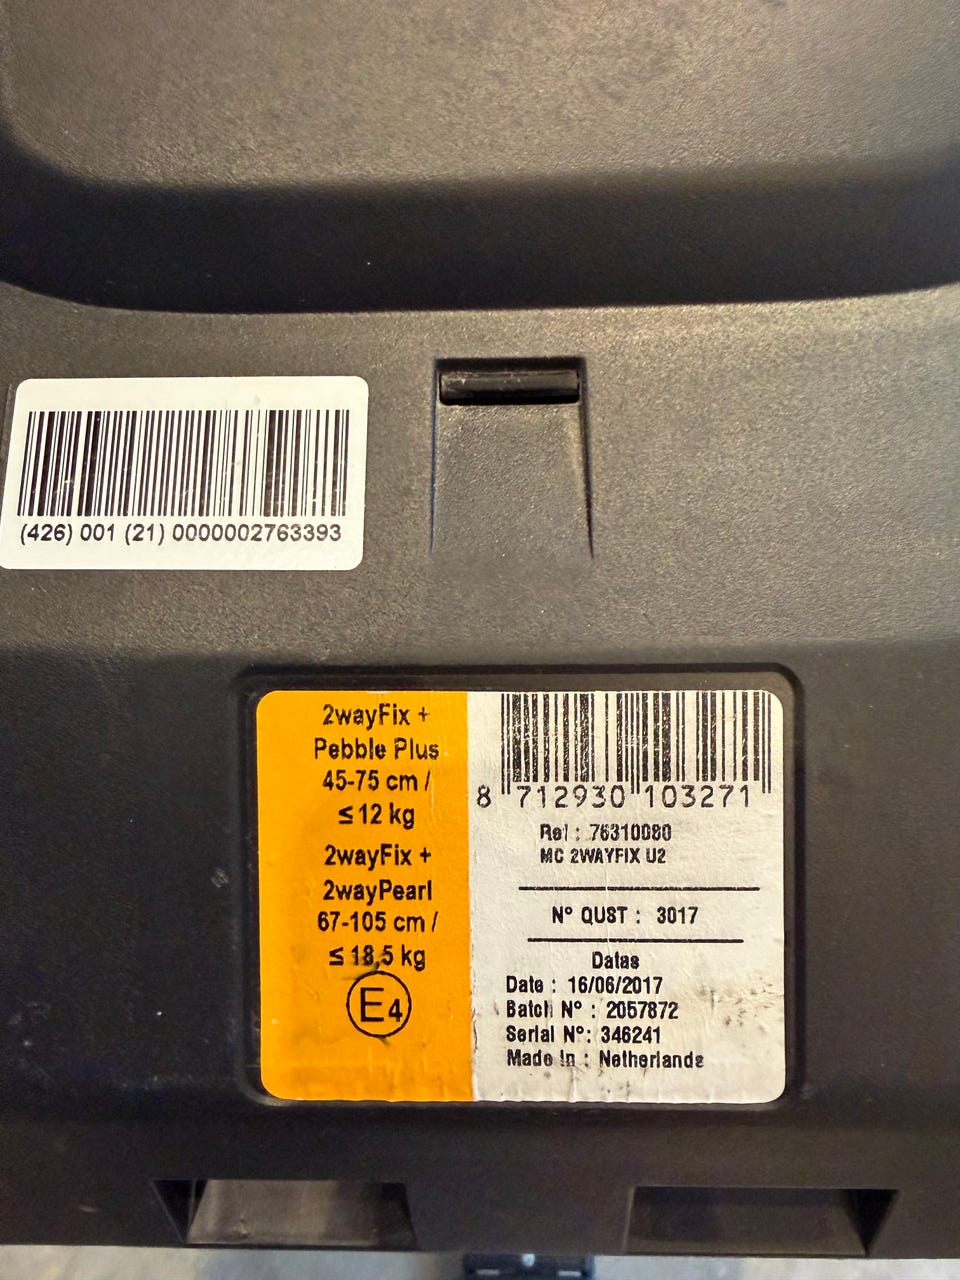 (426) 001 (21) 0000002763393
2wayFix +
Pebble Plus
45-75 cm /
≤ 12 kg
2wayFix +
2wayPearl
67-105 cm /
≤ 18,5 kg
E4
8 712930 103271
Ref : 76310080
MC 2WAYFIX U2
N° QUST : 3017
Datas
Date : 16/06/2017
Batch N° : 2057872
Serial N°: 346241
Made in : Netherlands